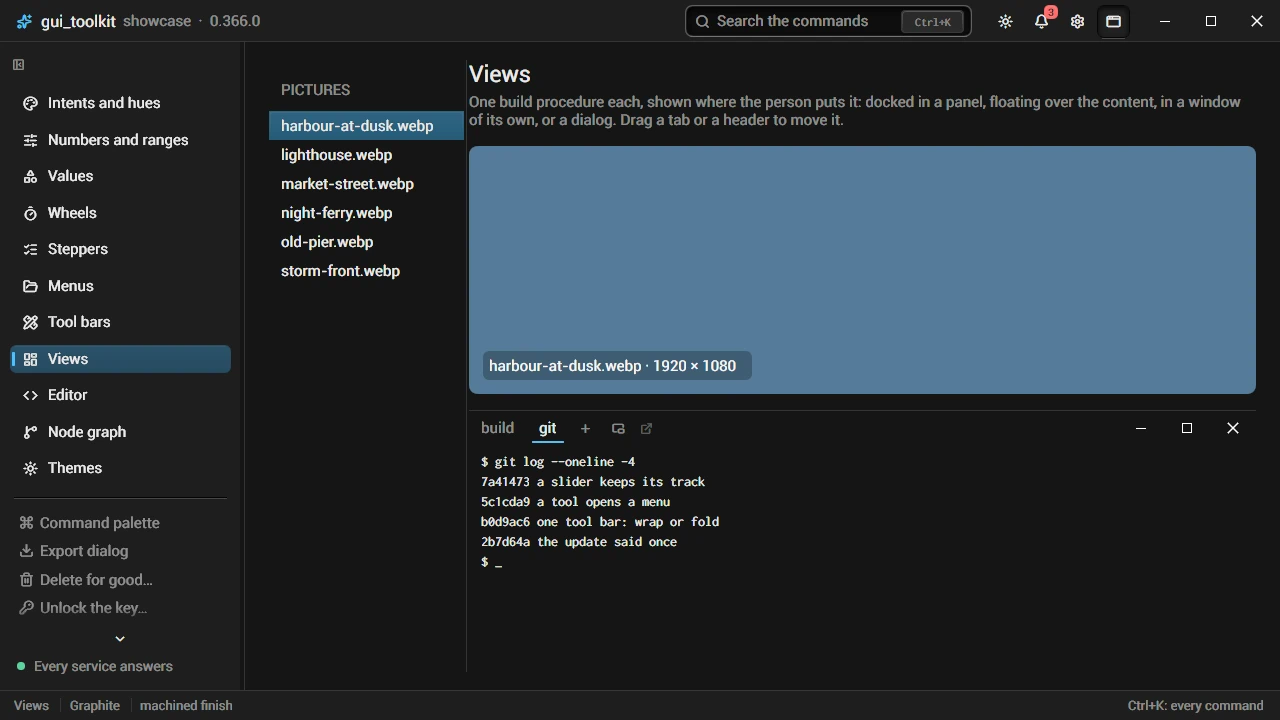 gui_toolkit showcase · 0.366.0
Search the commands Ctrl+K
3
Intents and hues
Numbers and ranges
Values
Wheels
Steppers
Menus
Tool bars
Views
Editor
Node graph
Themes
Command palette
Export dialog
Delete for good...
Unlock the key...
Every service answers
PICTURES
harbour-at-dusk.webp
lighthouse.webp
market-street.webp
night-ferry.webp
old-pier.webp
storm-front.webp
Views
One build procedure each, shown where the person puts it: docked in a panel, floating over the content, in a window
of its own, or a dialog. Drag a tab or a header to move it.
harbour-at-dusk.webp · 1920 × 1080
build git +
$ git log --oneline -4
7a41473 a slider keeps its track
5c1cda9 a tool opens a menu
b0d9ac6 one tool bar: wrap or fold
2b7d64a the update said once
$ _
Views Graphite machined finish
Ctrl+K: every command